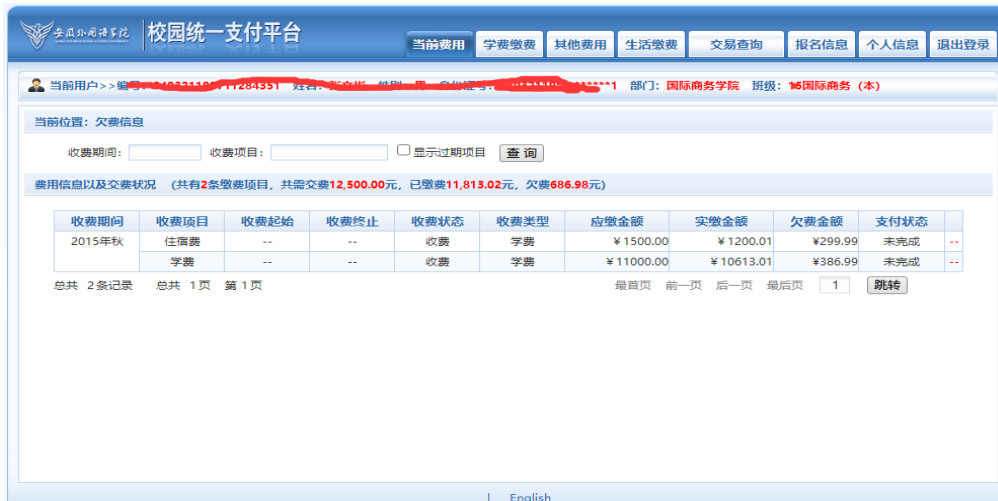 安徽外国语学院 校园统一支付平台
当前费用 学费缴费 其他费用 生活缴费 交易查询 报名信息 个人信息 退出登录
当前用户>>编号: 部门: 国际商务学院 班级: 15国际商务 (本)
当前位置: 欠费信息
收费期间: 收费项目: 显示过期项目 查 询
费用信息以及交费状况 (共有2条缴费项目, 共需交费12,500.00元, 已缴费11,813.02元, 欠费686.98元)
收费期间 收费项目 收费起始 收费终止 收费状态 收费类型 应缴金额 实缴金额 欠费金额 支付状态
2015年秋 住宿费 -- -- 收费 学费 ¥1500.00 ¥1200.01 ¥299.99 未完成 --
学费 -- -- 收费 学费 ¥11000.00 ¥10613.01 ¥386.99 未完成 --
总共 2条记录 总共 1页 第1页 最首页 前一页 后一页 最后页 1 跳转
| English